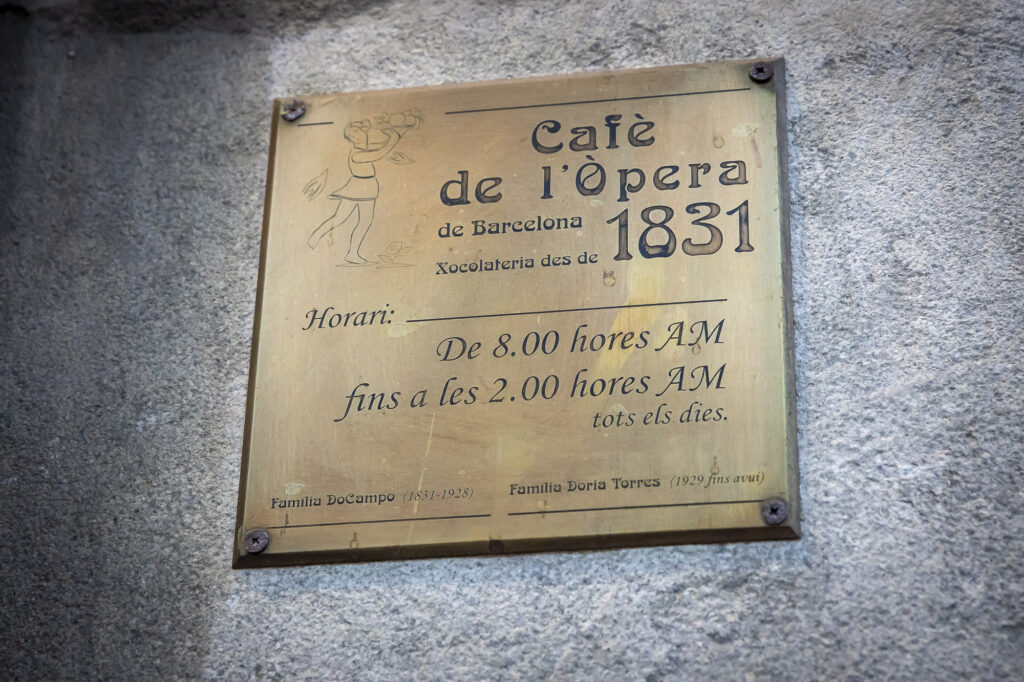 Cafè
de l'Òpera
de Barcelona
Xocolateria des de 1831
Horari:
De 8.00 hores AM
fins a les 2.00 hores AM
tots els dies.
Familia DoCampo (1831-1928)
Familia Doria Torres (1929 fins avui)